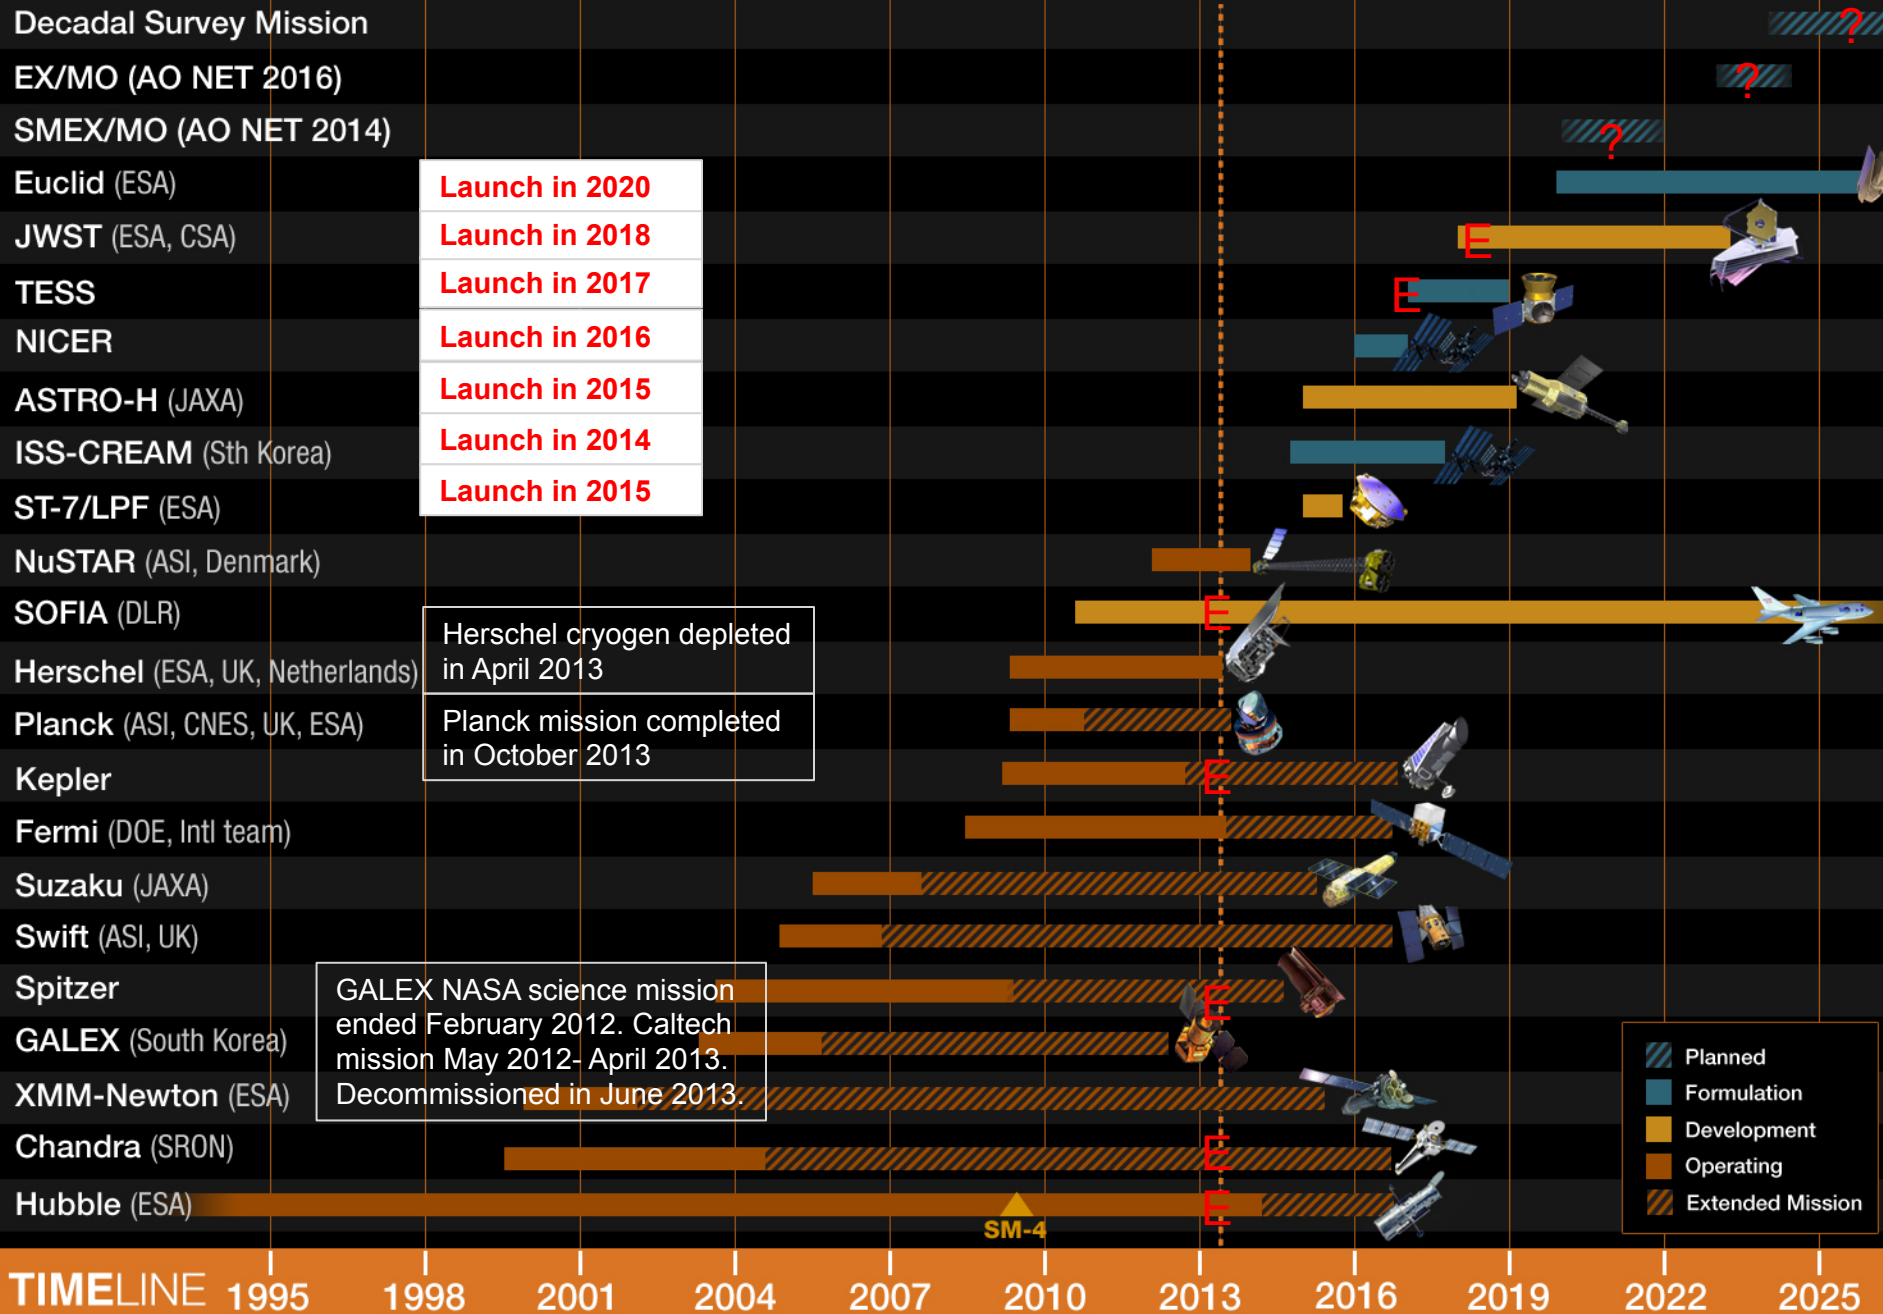 Decadal Survey Mission
?
EX/MO (AO NET 2016)
?
SMEX/MO (AO NET 2014)
?
Euclid (ESA)
Launch in 2020
JWST (ESA, CSA)
Launch in 2018
E
TESS
Launch in 2017
E
NICER
Launch in 2016
ASTRO-H (JAXA)
Launch in 2015
ISS-CREAM (Sth Korea)
Launch in 2014
ST-7/LPF (ESA)
Launch in 2015
NuSTAR (ASI, Denmark)
SOFIA (DLR)
E
Herschel (ESA, UK, Netherlands)
Herschel cryogen depleted
in April 2013
Planck (ASI, CNES, UK, ESA)
Planck mission completed
in October 2013
Kepler
E
Fermi (DOE, Intl team)
Suzaku (JAXA)
Swift (ASI, UK)
Spitzer
E
GALEX (South Korea)
GALEX NASA science mission
ended February 2012. Caltech
mission May 2012- April 2013.
Decommissioned in June 2013.
XMM-Newton (ESA)
Chandra (SRON)
E
Hubble (ESA)
E
SM-4
Planned
Formulation
Development
Operating
Extended Mission
TIMELINE 1995 1998 2001 2004 2007 2010 2013 2016 2019 2022 2025